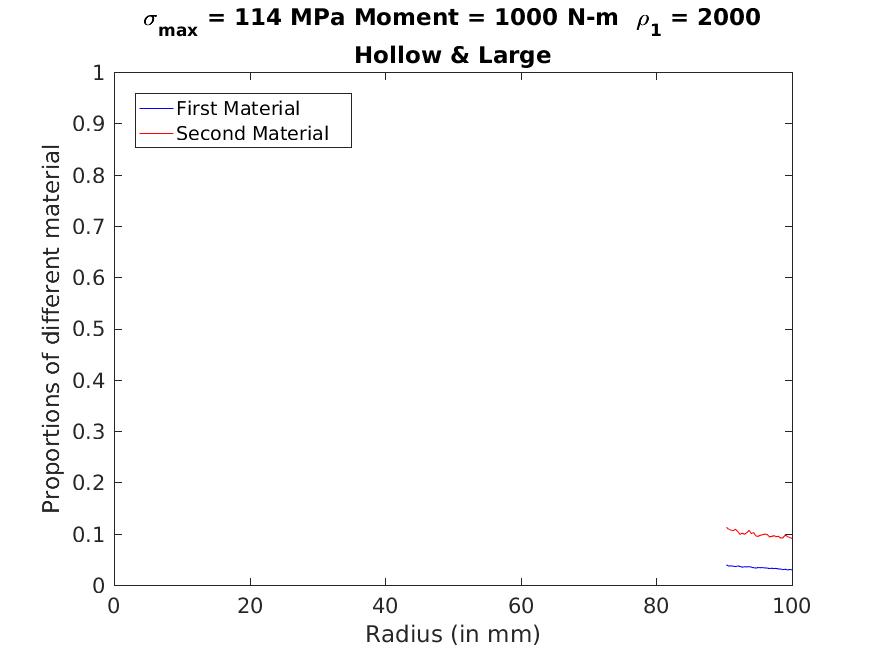 σmax = 114 MPa Moment = 1000 N-m ρ1 = 2000
Hollow & Large
First Material
Second Material
Proportions of different material
1
0.9
0.8
0.7
0.6
0.5
0.4
0.3
0.2
0.1
0
0 20 40 60 80 100
Radius (in mm)